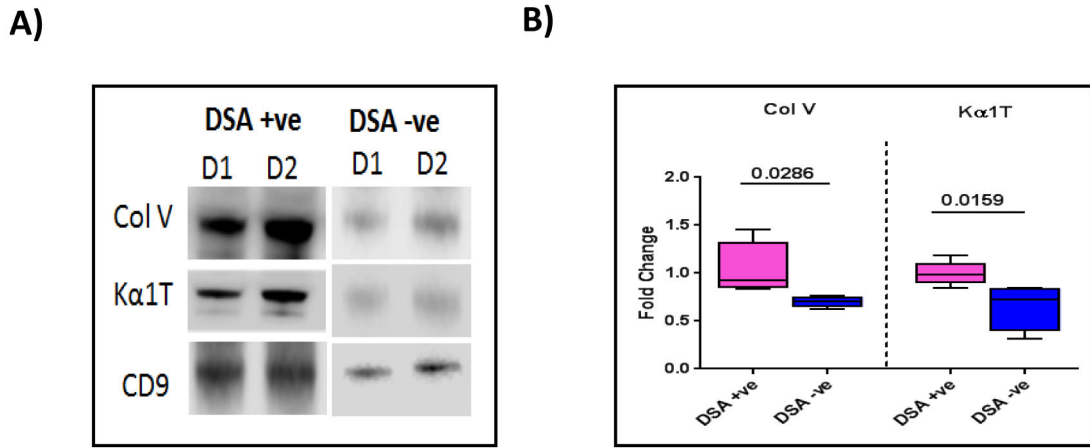 A)
B)
DSA +ve DSA -ve
D1 D2 D1 D2
Col V
Kα1T
CD9
Col V Kα1T
2.0
1.5
1.0
0.5
0.0
Fold Change
0.0286
0.0159
DSA +ve DSA -ve DSA +ve DSA -ve